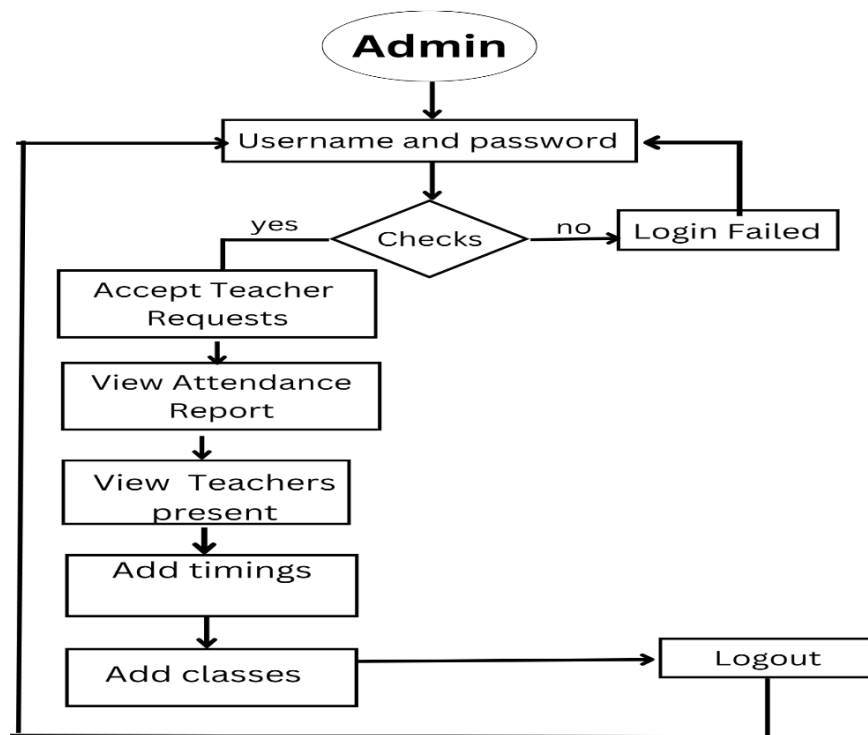 Admin
Username and password
yes
Checks
no
Login Failed
Accept Teacher
Requests
View Attendance
Report
View Teachers
present
Add timings
Add classes
Logout